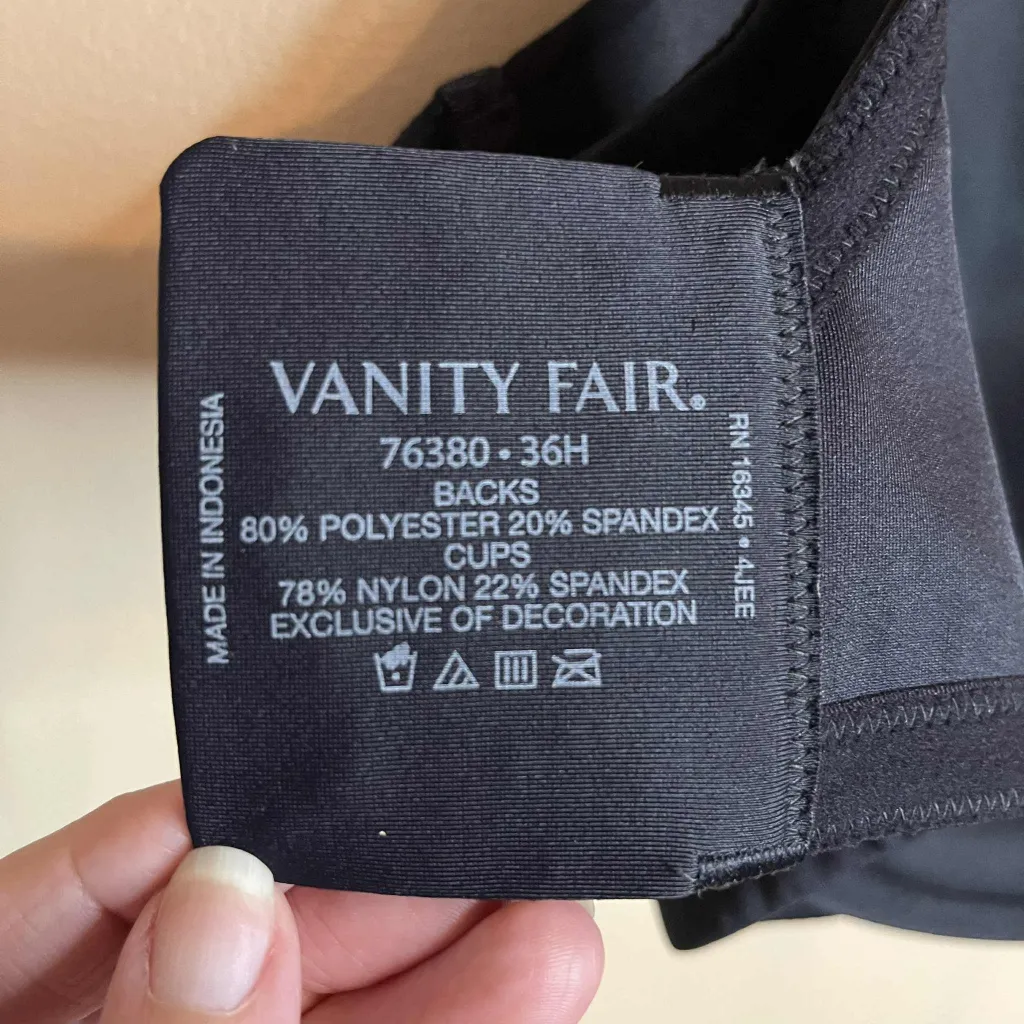 VANITY FAIR®
76380 • 36H
BACKS
80% POLYESTER 20% SPANDEX
CUPS
78% NYLON 22% SPANDEX
EXCLUSIVE OF DECORATION
MADE IN INDONESIA
RN 16345 • 4JEE